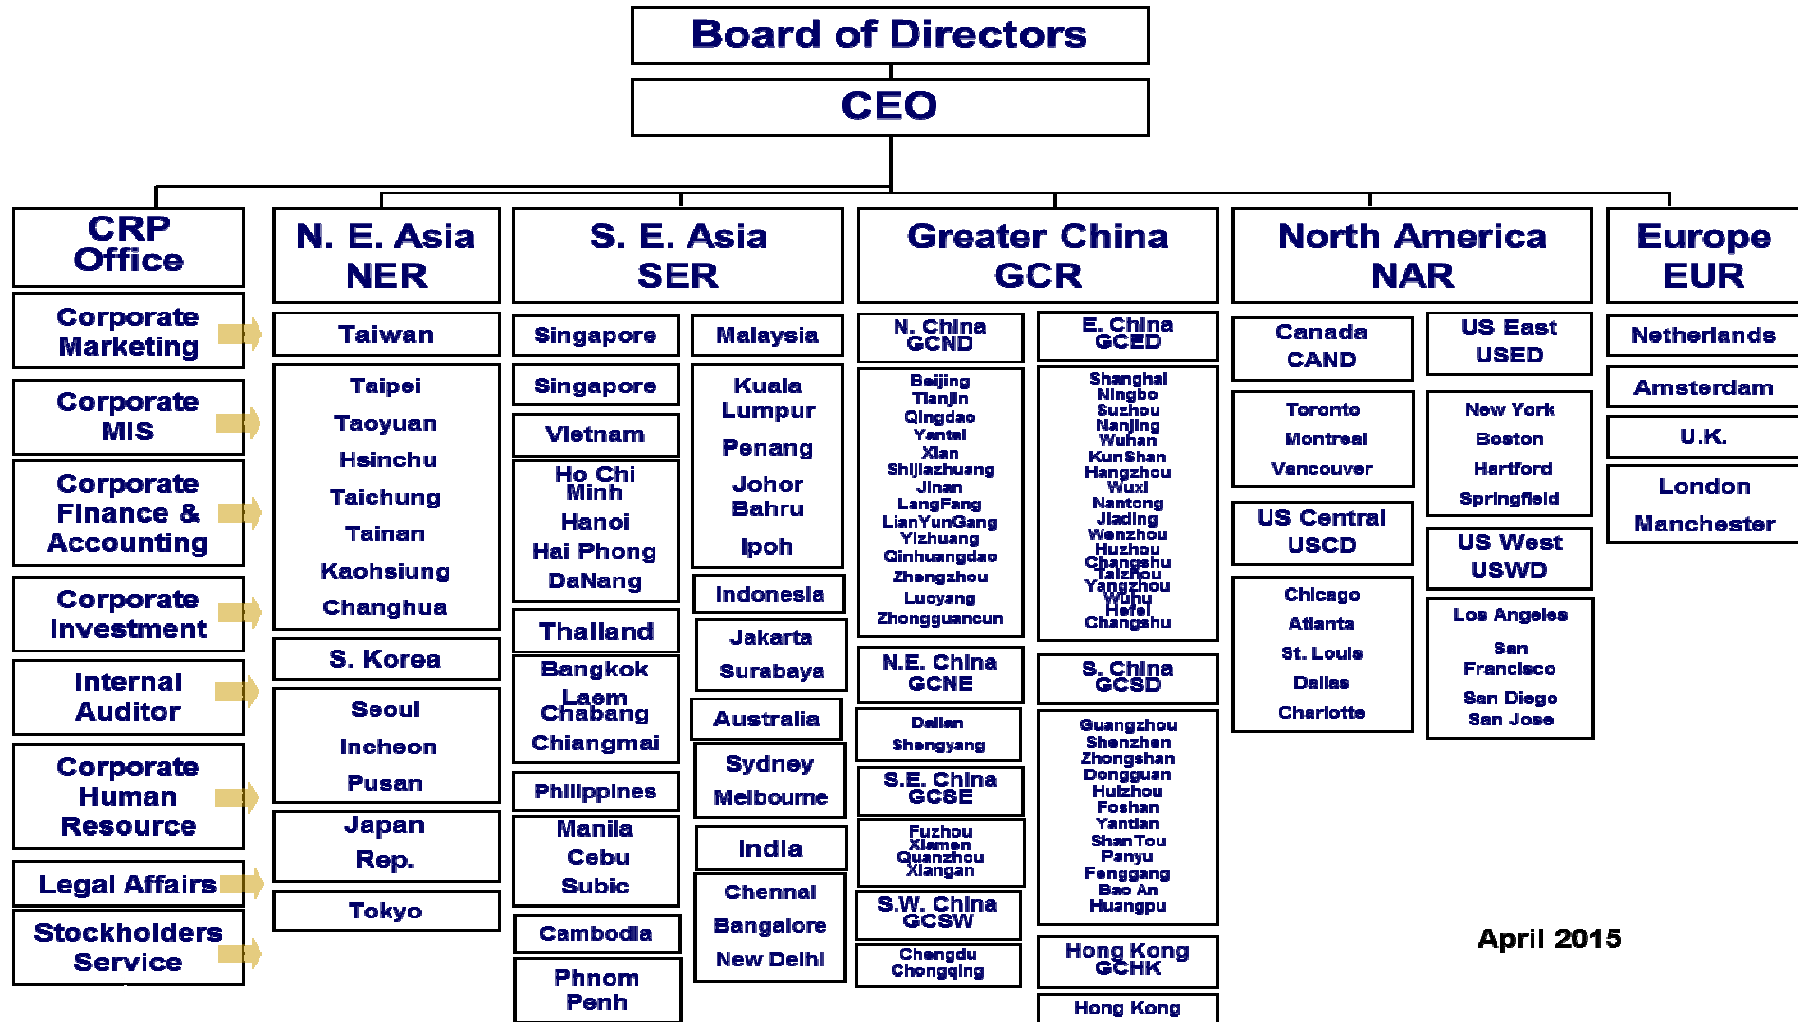 Board of Directors
CEO
CRP
Office
Corporate
Marketing
Corporate
MIS
Corporate
Finance &
Accounting
Corporate
Investment
Internal
Auditor
Corporate
Human
Resource
Legal Affairs
Stockholders
Service
N. E. Asia
NER
Taiwan
Taipei
Taoyuan
Hsinchu
Taichung
Tainan
Kaohsiung
Changhua
S. Korea
Seoul
Incheon
Pusan
Japan
Rep.
Tokyo
S. E. Asia
SER
Singapore
Singapore
Vietnam
Ho Chi
Minh
Hanoi
Hai Phong
DaNang
Thailand
Bangkok
Laem
Chabang
Chiangmai
Philippines
Manila
Cebu
Subic
Cambodia
Phnom
Penh
Malaysia
Kuala
Lumpur
Penang
Johor
Bahru
Ipoh
Indonesia
Jakarta
Surabaya
Australia
Sydney
Melbourne
India
Chennai
Bangalore
New Delhi
Greater China
GCR
N. China
GCND
Beijing
Tianjin
Qingdao
Yantai
Xian
Shijiazhuang
Jinan
LangFang
LianYunGang
Yizhuang
Qinhuangdao
Zhengzhou
Luoyang
Zhongguancun
N.E. China
GCNE
Dalian
Shengyang
S.E. China
GCSE
Fuzhou
Xiamen
Quanzhou
Xiangan
S.W. China
GCSW
Chengdu
Chongqing
E. China
GCED
Shanghai
Ningbo
Suzhou
Nanjing
Wuhan
KunShan
Hangzhou
Wuxi
Nantong
Jiading
Wenzhou
Huzhou
Changshu
Taizhou
Yangzhou
Wuhu
Hefei
Changshu
S. China
GCSD
Guangzhou
Shenzhen
Zhongshan
Dongguan
Huizhou
Foshan
Yantian
ShanTou
Panyu
Fenggang
Bao An
Huangpu
Hong Kong
GCHK
Hong Kong
North America
NAR
Canada
CAND
Toronto
Montreal
Vancouver
US Central
USCD
Chicago
Atlanta
St. Louis
Dallas
Charlotte
US East
USED
New York
Boston
Hartford
Springfield
US West
USWD
Los Angeles
San
Francisco
San Diego
San Jose
Europe
EUR
Netherlands
Amsterdam
U.K.
London
Manchester
April 2015